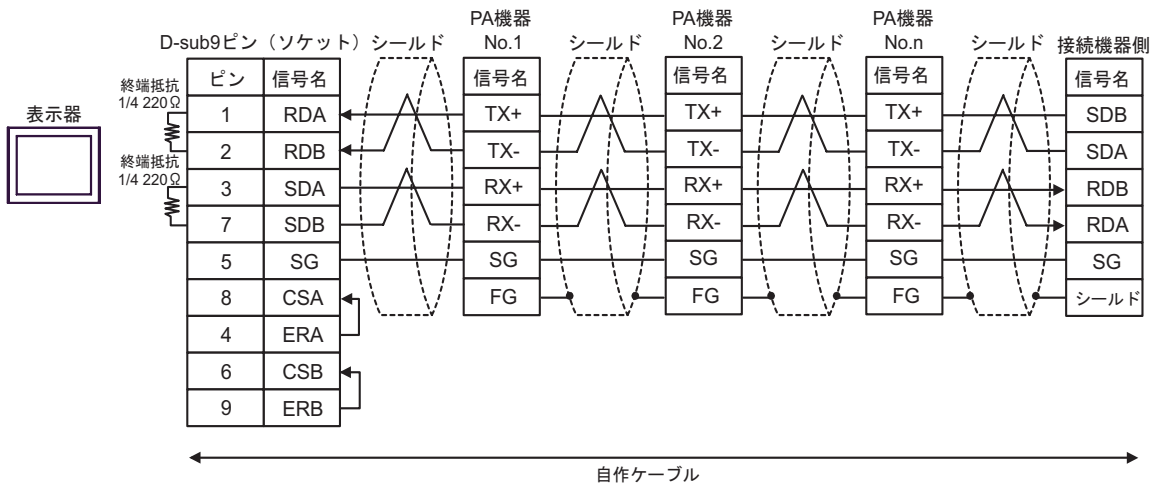 PA機器 PA機器 PA機器
D-sub9ピン（ソケット） シールド No.1 シールド No.2 シールド No.n シールド 接続機器側
ピン 信号名 信号名 信号名 信号名 信号名
終端抵抗
1/4 220Ω
表示器
1 RDA TX+ TX+ TX+ SDB
2 RDB TX- TX- TX- SDA
終端抵抗
1/4 220Ω
3 SDA RX+ RX+ RX+ RDB
7 SDB RX- RX- RX- RDA
5 SG SG SG SG SG
8 CSA FG FG FG シールド
4 ERA
6 CSB
9 ERB
自作ケーブル